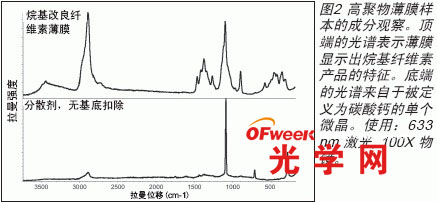 烷基改良纤
维素薄膜
分散剂,无基底扣除
拉曼强度
3500 3000 2500 2000 1500 1000 500
拉曼位移(cm-1)
图2 高聚物薄膜样
本的成分观察。顶
端的光谱表示薄膜
显示出烷基纤维素
产品的特征。底端
的光谱来自于被定
义为碳酸钙的单个
微晶。使用:633
nm 激光 100X 物
OFweek
光学网